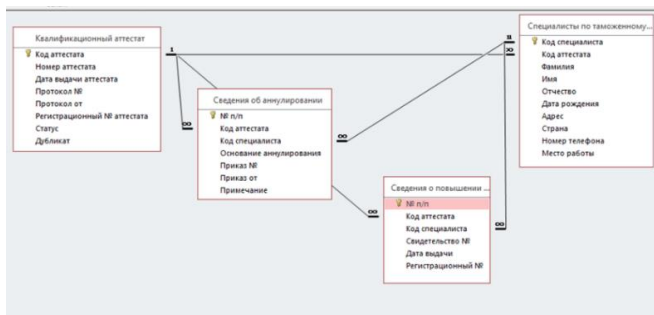 Квалификационный аттестат
Код аттестата
Номер аттестата
Дата выдачи аттестата
Протокол №
Протокол от
Регистрационный № аттестата
Статус
Дубликат
Сведения об аннулировании
№ п/п
Код аттестата
Код специалиста
Основание аннулирования
Приказ №
Приказ от
Примечание
Сведения о повышении ...
№ п/п
Код аттестата
Код специалиста
Свидетельство №
Дата выдачи
Регистрационный №
Специалисты по таможенному...
Код специалиста
Код аттестата
Фамилия
Имя
Отчество
Дата рождения
Адрес
Страна
Номер телефона
Место работы
1
∞
∞
∞
∞
∞